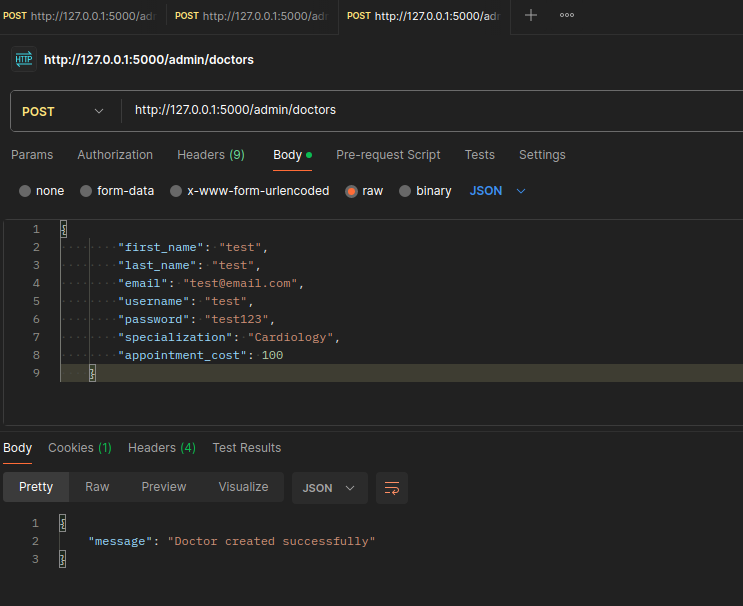 POST http://127.0.0.1:5000/ad POST http://127.0.0.1:5000/ad POST http://127.0.0.1:5000/ad
HTTP http://127.0.0.1:5000/admin/doctors
POST http://127.0.0.1:5000/admin/doctors
Params Authorization Headers (9) Body Pre-request Script Tests Settings
none form-data x-www-form-urlencoded raw binary JSON
1 {
2 "first_name": "test",
3 "last_name": "test",
4 "email": "test@email.com",
5 "username": "test",
6 "password": "test123",
7 "specialization": "Cardiology",
8 "appointment_cost": 100
9 }
Body Cookies (1) Headers (4) Test Results
Pretty Raw Preview Visualize JSON
1 {
2 "message": "Doctor created successfully"
3 }